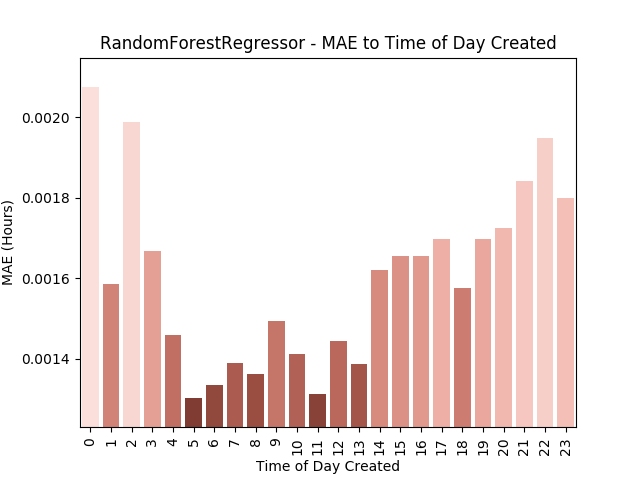 RandomForestRegressor - MAE to Time of Day Created
MAE (Hours)
0.0020
0.0018
0.0016
0.0014
0 1 2 3 4 5 6 7 8 9 10 11 12 13 14 15 16 17 18 19 20 21 22 23
Time of Day Created